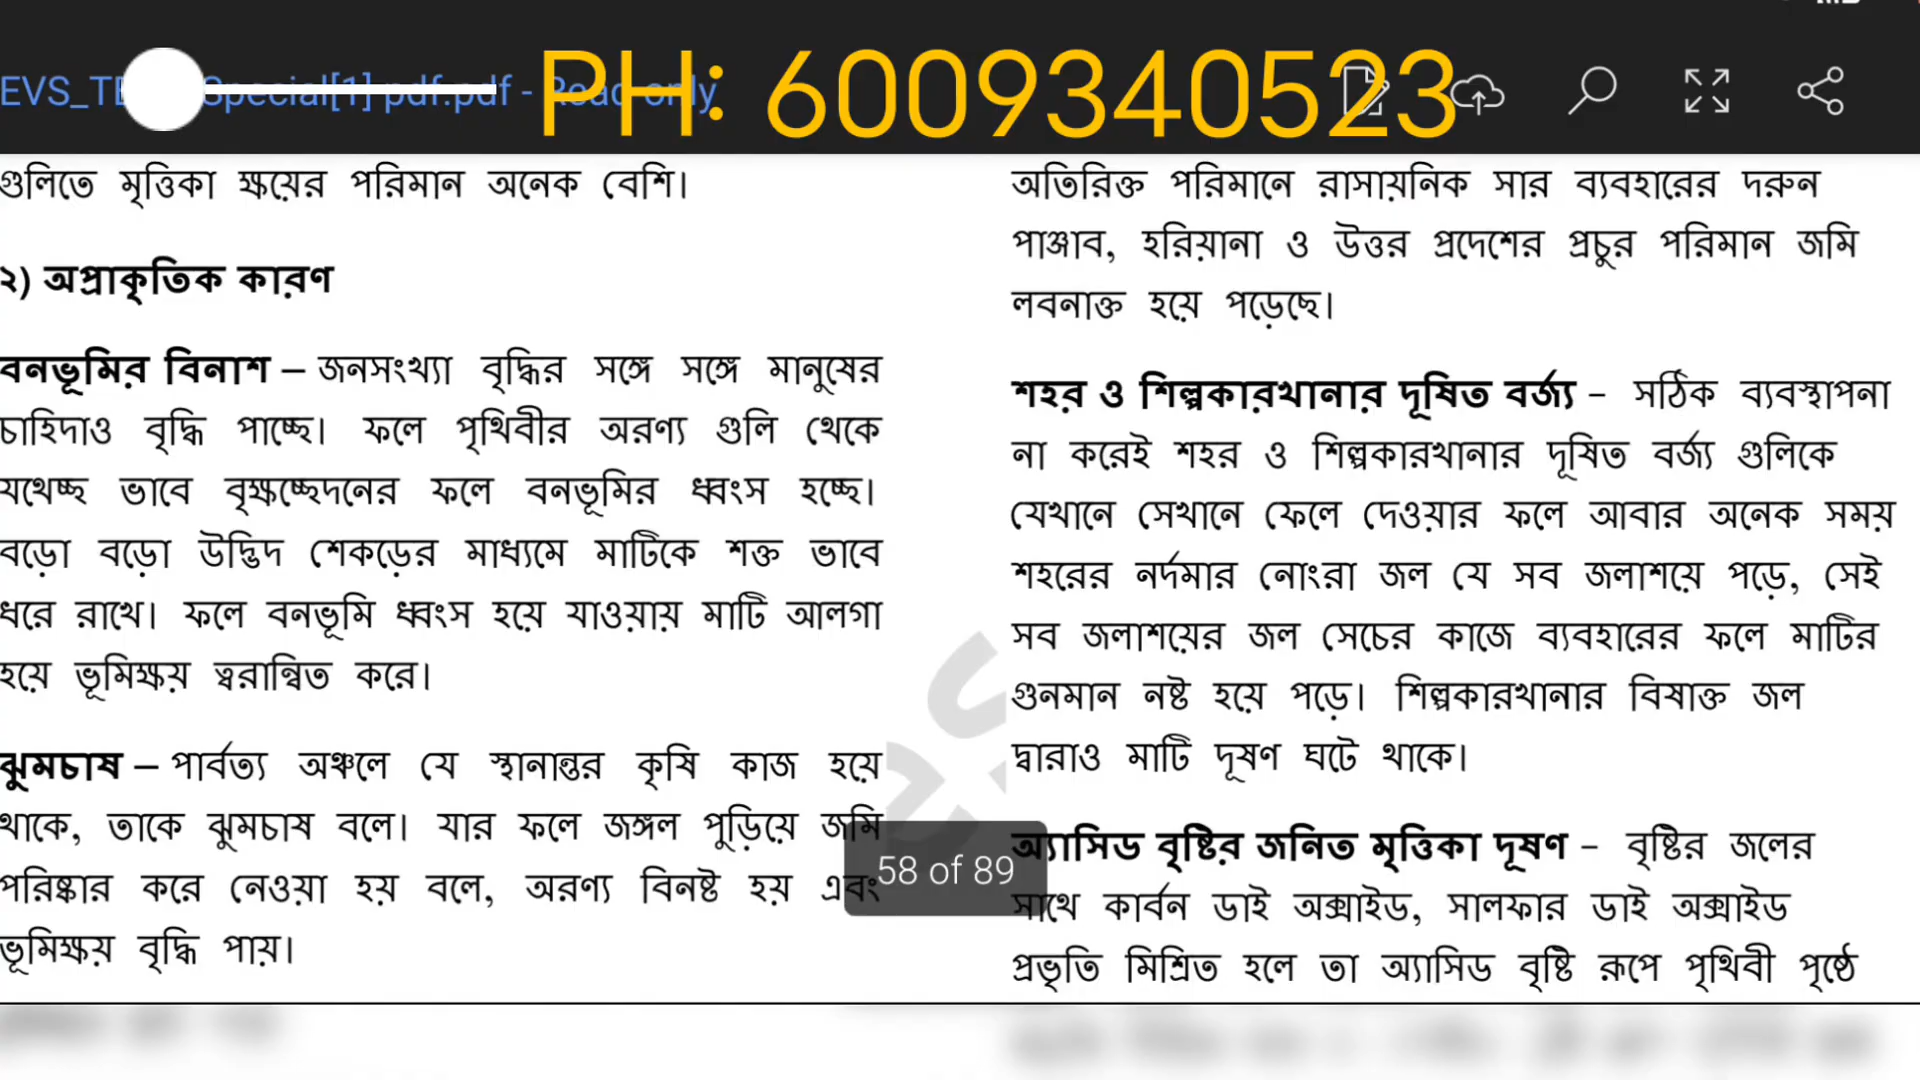 EVS_TE Special[1] pdf.pdf - Read only
PH: 6009340523
গুলিতে মৃত্তিকা ক্ষয়ের পরিমান অনেক বেশি।
২) অপ্রাকৃতিক কারণ
বনভূমির বিনাশ – জনসংখ্যা বৃদ্ধির সঙ্গে সঙ্গে মানুষের
চাহিদাও বৃদ্ধি পাচ্ছে। ফলে পৃথিবীর অরণ্য গুলি থেকে
যথেচ্ছ ভাবে বৃক্ষচ্ছেদনের ফলে বনভূমির ধ্বংস হচ্ছে।
বড়ো বড়ো উদ্ভিদ শেকড়ের মাধ্যমে মাটিকে শক্ত ভাবে
ধরে রাখে। ফলে বনভূমি ধ্বংস হয়ে যাওয়ায় মাটি আলগা
হয়ে ভূমিক্ষয় ত্বরান্বিত করে।
ঝুমচাষ – পার্বত্য অঞ্চলে যে স্থানান্তর কৃষি কাজ হয়ে
থাকে, তাকে ঝুমচাষ বলে। যার ফলে জঙ্গল পুড়িয়ে জমি
পরিষ্কার করে নেওয়া হয় বলে, অরণ্য বিনষ্ট হয় এবং
ভূমিক্ষয় বৃদ্ধি পায়।
অতিরিক্ত পরিমানে রাসায়নিক সার ব্যবহারের দরুন
পাঞ্জাব, হরিয়ানা ও উত্তর প্রদেশের প্রচুর পরিমান জমি
লবনাক্ত হয়ে পড়েছে।
শহর ও শিল্পকারখানার দূষিত বর্জ্য – সঠিক ব্যবস্থাপনা
না করেই শহর ও শিল্পকারখানার দূষিত বর্জ্য গুলিকে
যেখানে সেখানে ফেলে দেওয়ার ফলে আবার অনেক সময়
শহরের নর্দমার নোংরা জল যে সব জলাশয়ে পড়ে, সেই
সব জলাশয়ের জল সেচের কাজে ব্যবহারের ফলে মাটির
গুনমান নষ্ট হয়ে পড়ে। শিল্পকারখানার বিষাক্ত জল
দ্বারাও মাটি দূষণ ঘটে থাকে।
অ্যাসিড বৃষ্টির জনিত মৃত্তিকা দূষণ – বৃষ্টির জলের
সাথে কার্বন ডাই অক্সাইড, সালফার ডাই অক্সাইড
প্রভৃতি মিশ্রিত হলে তা অ্যাসিড বৃষ্টি রূপে পৃথিবী পৃষ্ঠে
58 of 89